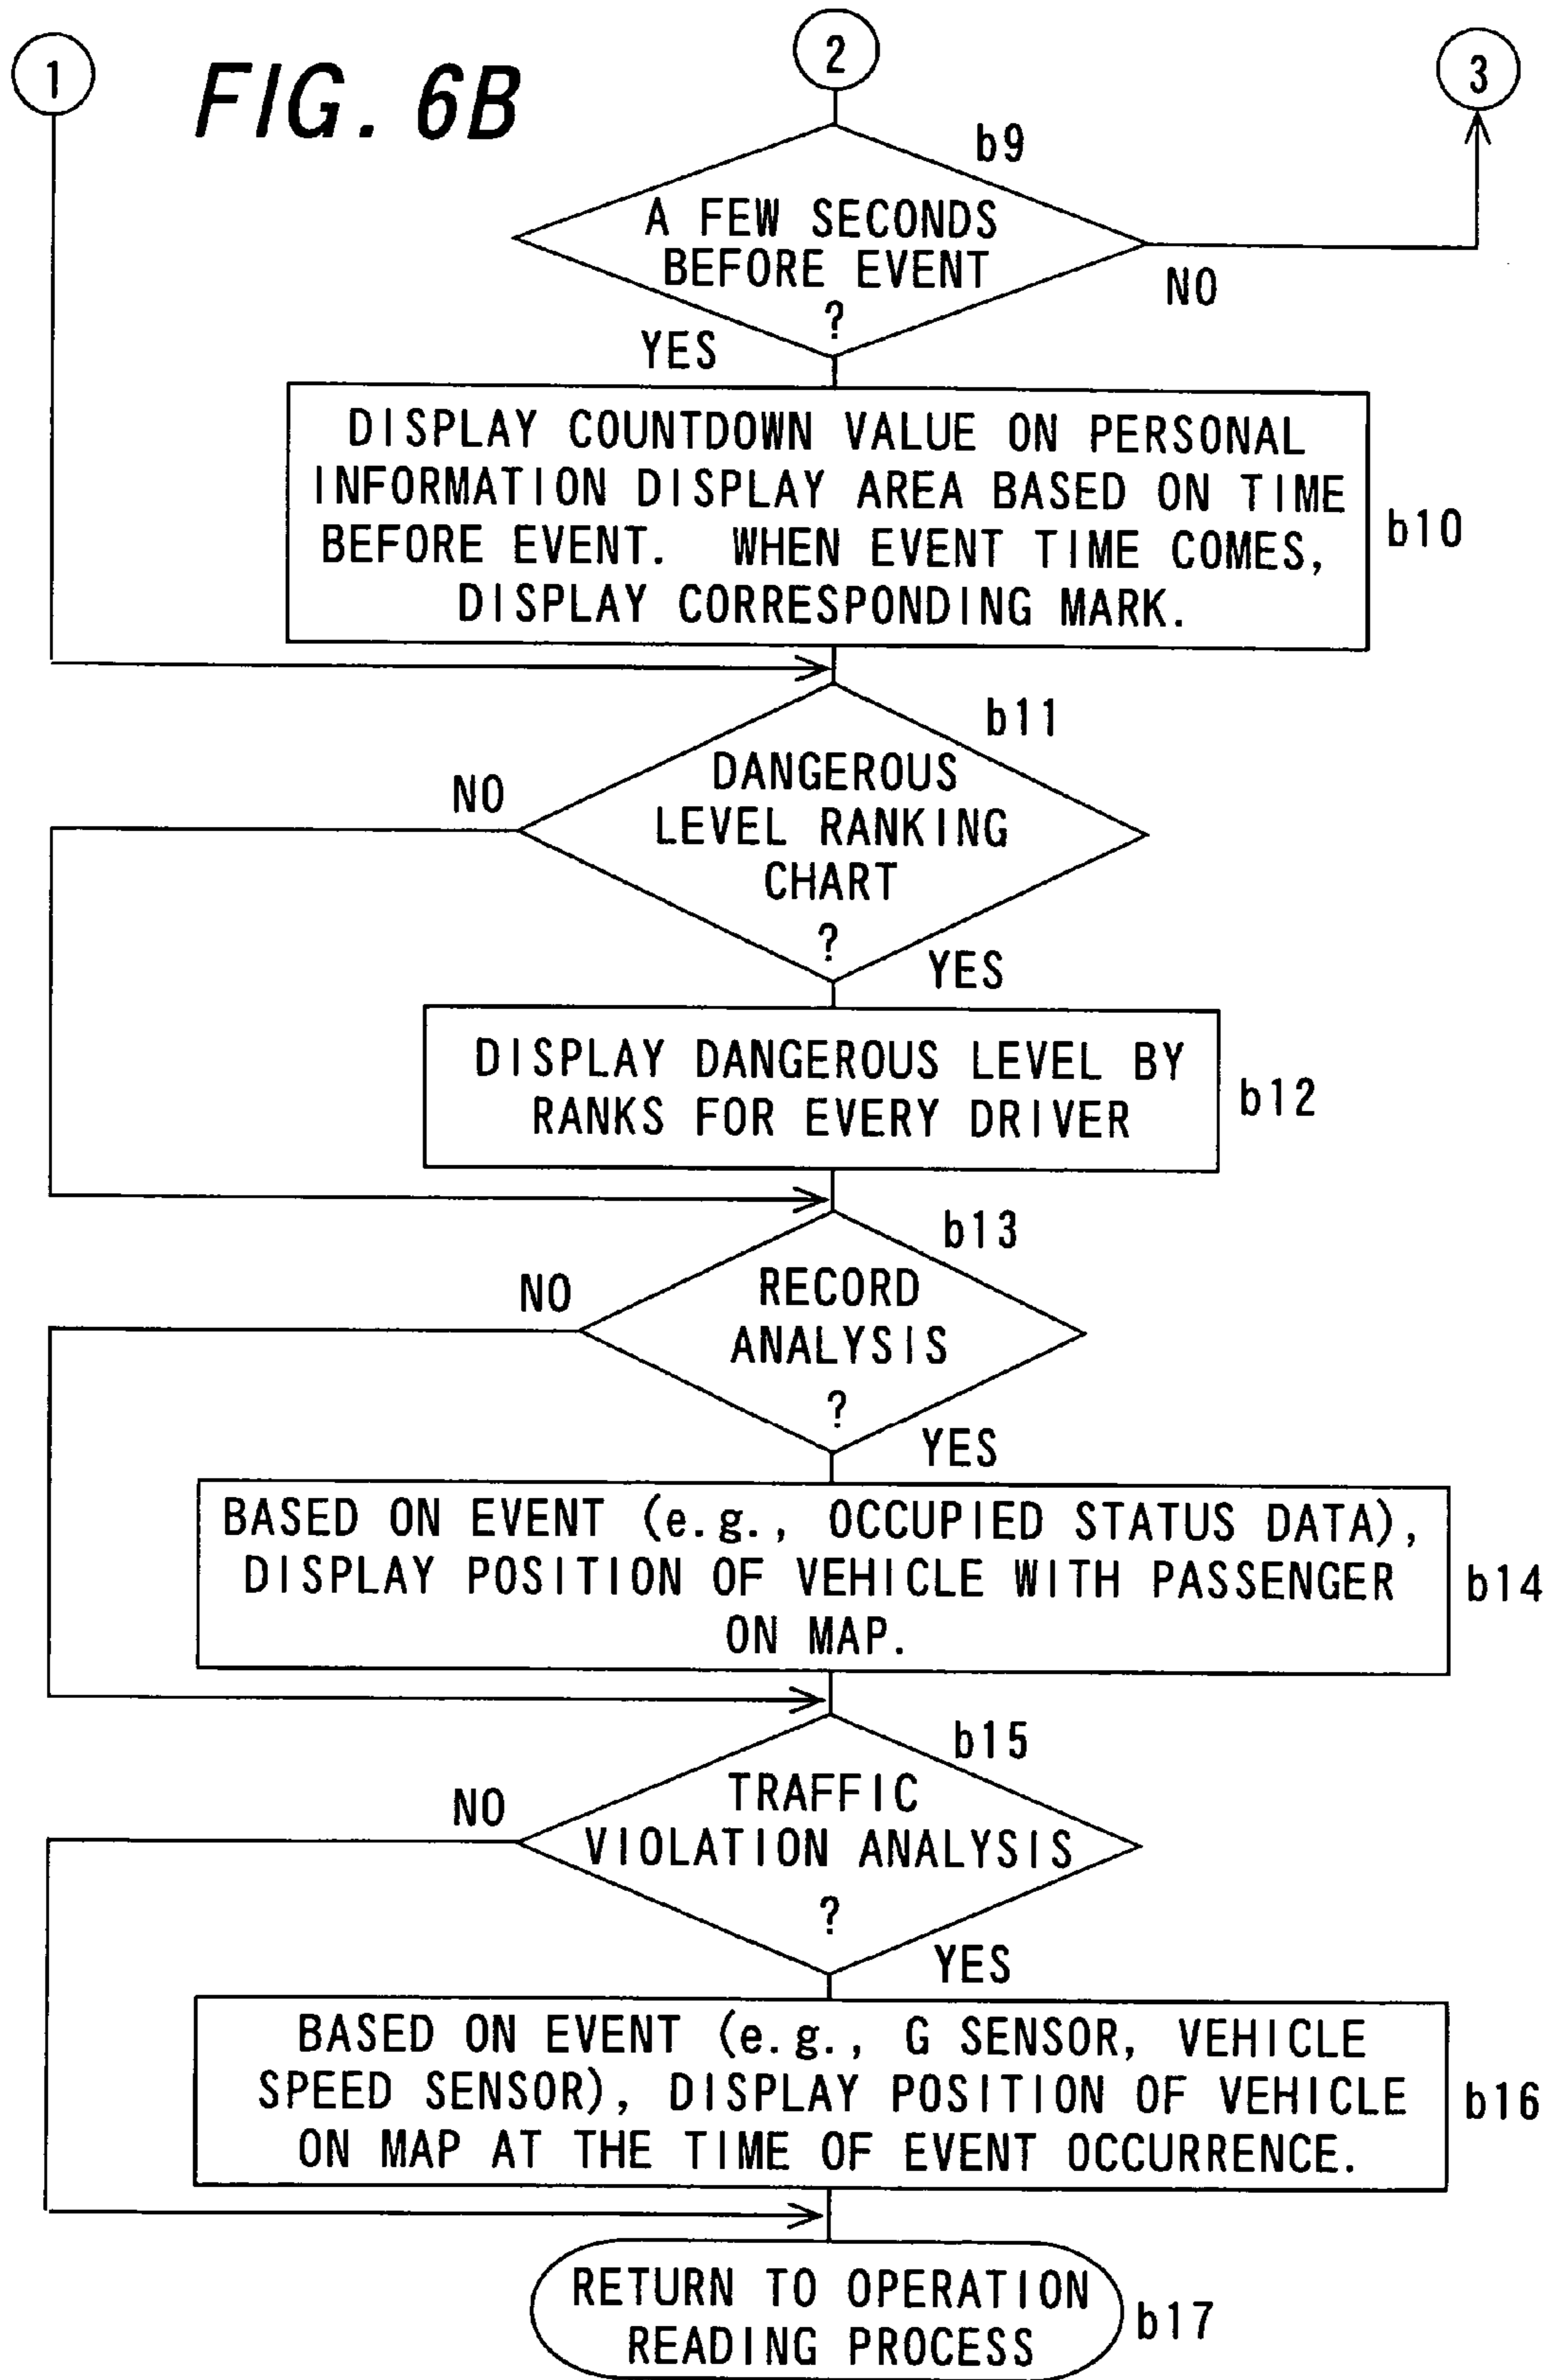 1
FIG. 6B
2
3
b9
A FEW SECONDS
BEFORE EVENT
?
NO
YES
DISPLAY COUNTDOWN VALUE ON PERSONAL
INFORMATION DISPLAY AREA BASED ON TIME
BEFORE EVENT. WHEN EVENT TIME COMES,
DISPLAY CORRESPONDING MARK.
b10
b11
DANGEROUS
LEVEL RANKING
CHART
?
NO
YES
DISPLAY DANGEROUS LEVEL BY
RANKS FOR EVERY DRIVER
b12
b13
RECORD
ANALYSIS
?
NO
YES
BASED ON EVENT (e.g., OCCUPIED STATUS DATA),
DISPLAY POSITION OF VEHICLE WITH PASSENGER
ON MAP.
b14
b15
TRAFFIC
VIOLATION ANALYSIS
?
NO
YES
BASED ON EVENT (e.g., G SENSOR, VEHICLE
SPEED SENSOR), DISPLAY POSITION OF VEHICLE
ON MAP AT THE TIME OF EVENT OCCURRENCE.
b16
RETURN TO OPERATION
READING PROCESS
b17